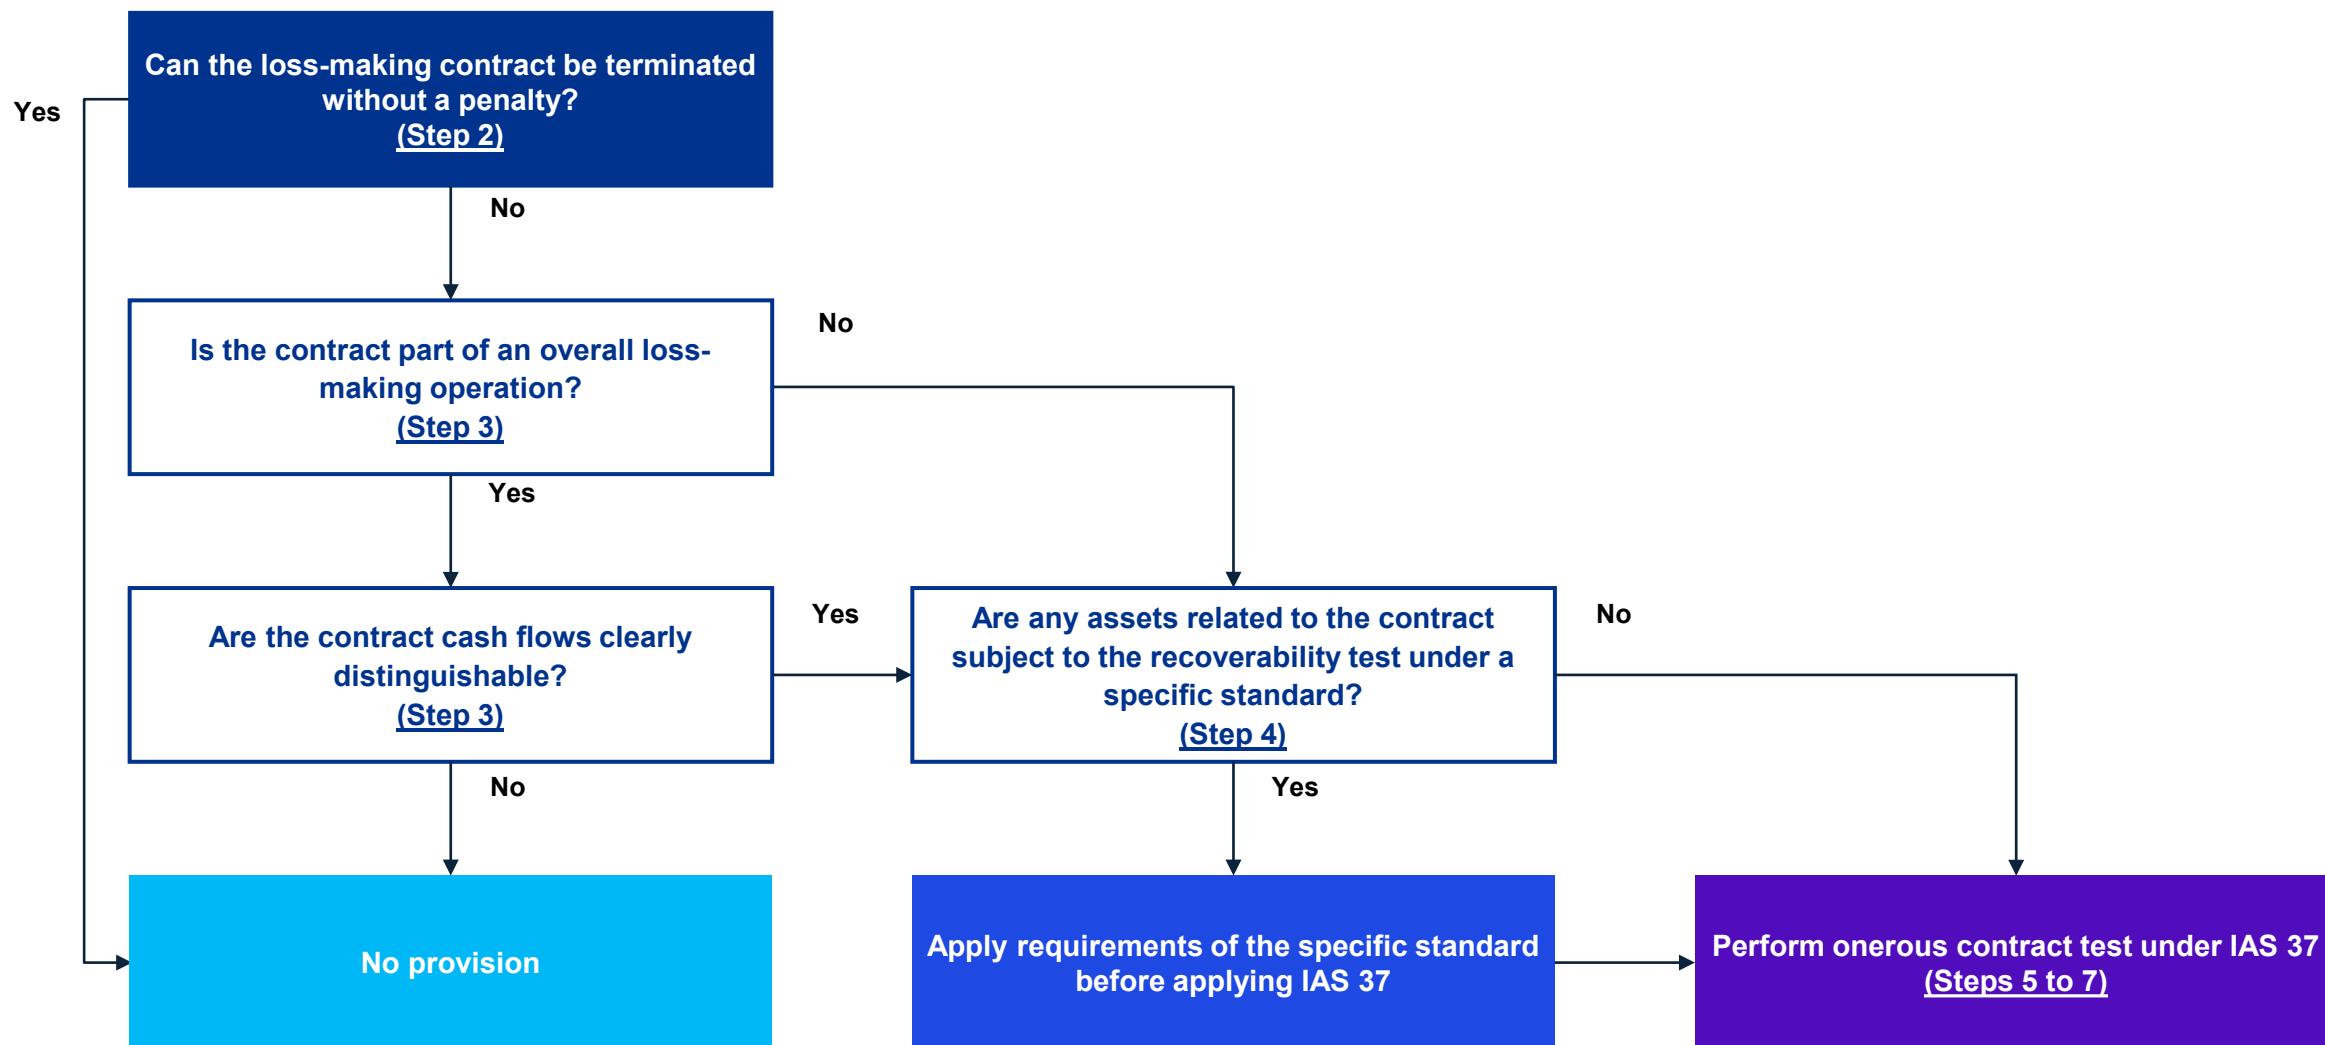 Can the loss-making contract be terminated
without a penalty?
(Step 2)
Yes
No
Is the contract part of an overall loss-
making operation?
(Step 3)
No
Yes
Are the contract cash flows clearly
distinguishable?
(Step 3)
Yes
No
Are any assets related to the contract
subject to the recoverability test under a
specific standard?
(Step 4)
No
Yes
No provision
Apply requirements of the specific standard
before applying IAS 37
Perform onerous contract test under IAS 37
(Steps 5 to 7)